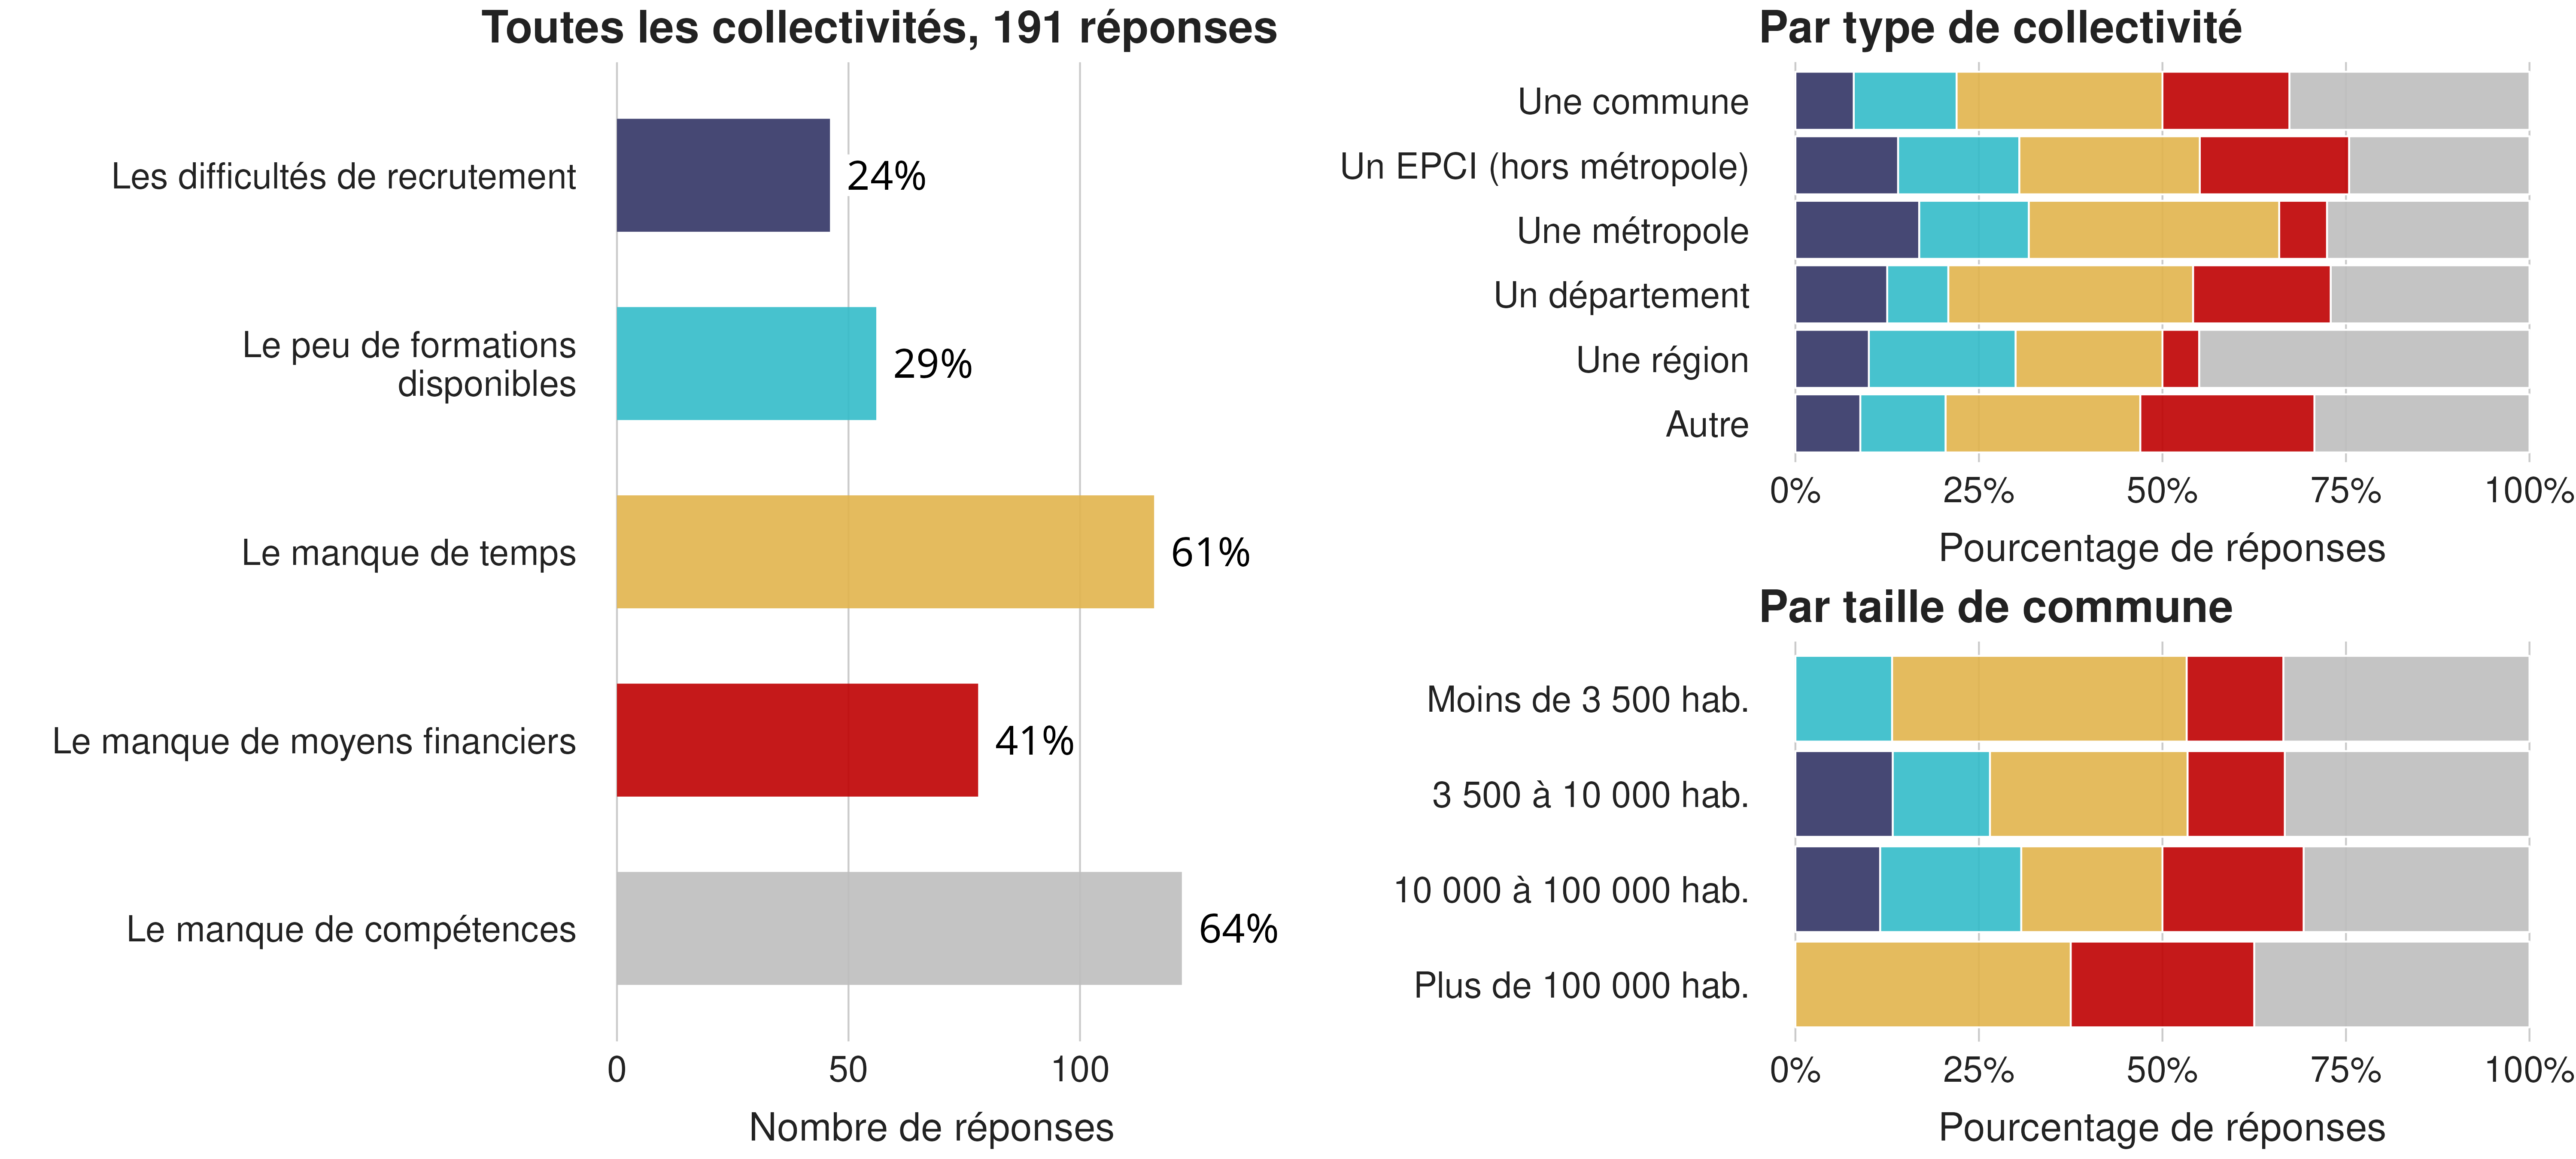 Toutes les collectivités, 191 réponses
Les difficultés de recrutement
24%
Le peu de formations
disponibles
29%
Le manque de temps
61%
Le manque de moyens financiers
41%
Le manque de compétences
64%
0 50 100
Nombre de réponses
Par type de collectivité
Une commune
Un EPCI (hors métropole)
Une métropole
Un département
Une région
Autre
0% 25% 50% 75% 100%
Pourcentage de réponses
Par taille de commune
Moins de 3 500 hab.
3 500 à 10 000 hab.
10 000 à 100 000 hab.
Plus de 100 000 hab.
0% 25% 50% 75% 100%
Pourcentage de réponses